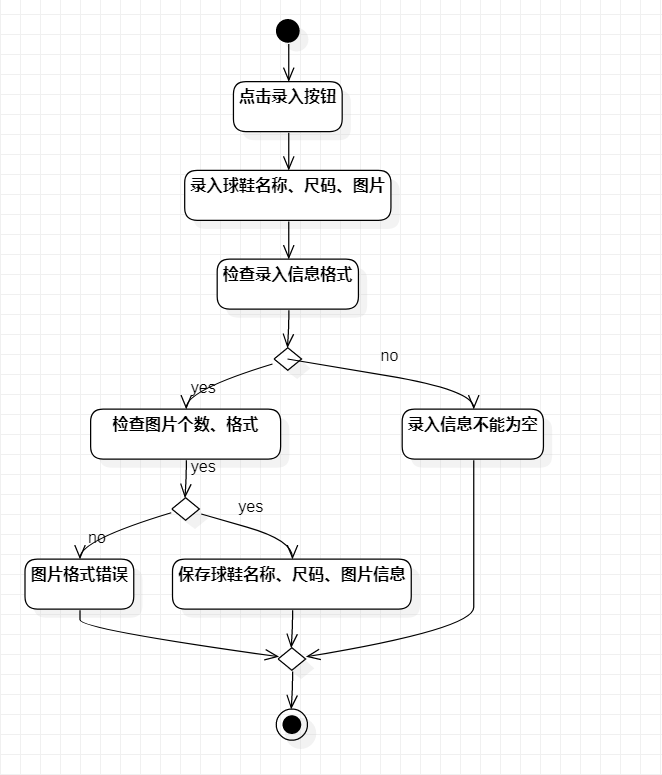 点击录入按钮
录入球鞋名称、尺码、图片
检查录入信息格式
no
yes
检查图片个数、格式
录入信息不能为空
yes
yes
no
图片格式错误
保存球鞋名称、尺码、图片信息